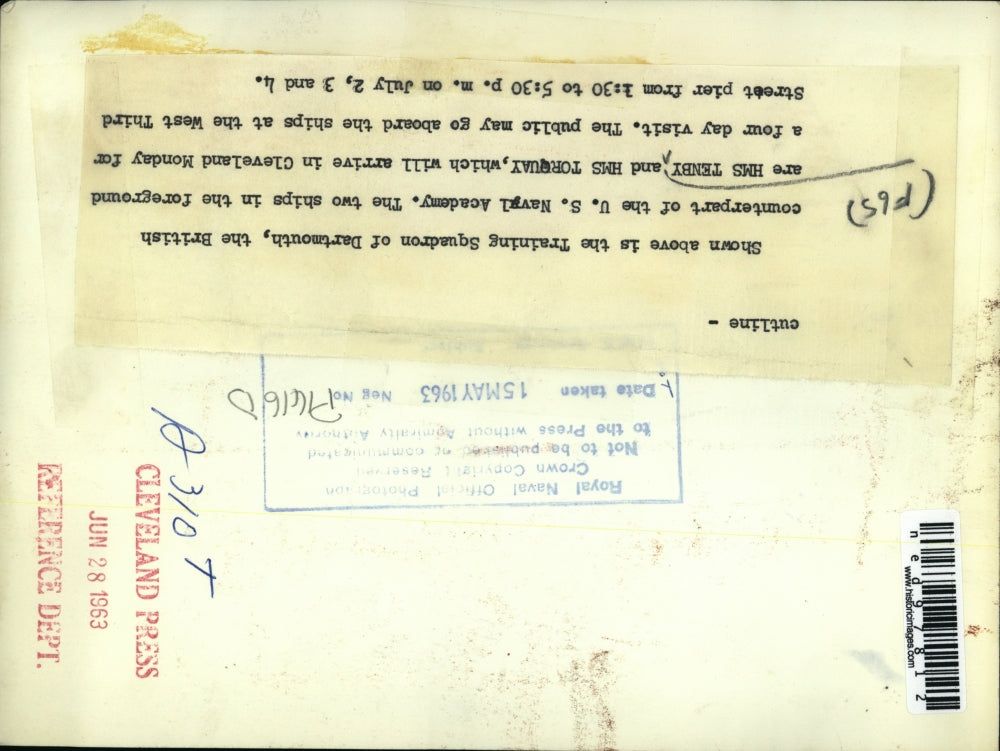 cutline -
Shown above is the Training Squadron of Dartmouth, the British
counterpart of the U. S. Naval Academy. The two ships in the foreground
are HMS TENBY and HMS TORQUAY, which will arrive in Cleveland Monday for
a four day visit. The public may go aboard the ships at the West Third
Street pier from 1:30 to 5:30 p. m. on July 2, 3 and 4.
(F65)
Royal Naval Official Photograph
Crown Copyright Reserved
Not to be published or communicated
to the Press without Admiralty Authority
Date taken 15 MAY 1963 Neg No
A 310 T
CLEVELAND PRESS
JUN 28 1963
REFERENCE DEPT.
ned97812
www.historicimages.com